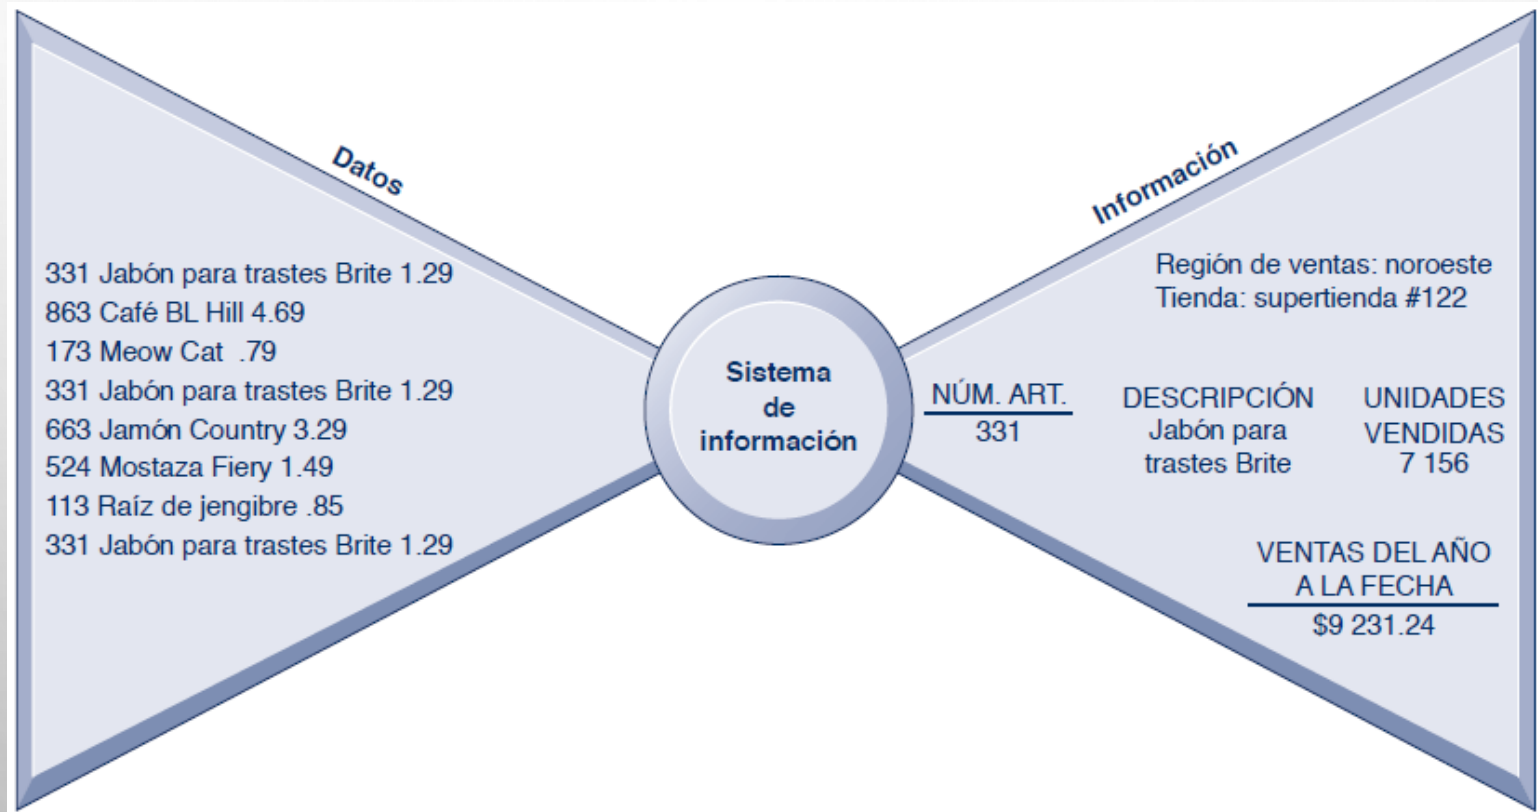 Datos
331 Jabón para trastes Brite 1.29
863 Café BL Hill 4.69
173 Meow Cat .79
331 Jabón para trastes Brite 1.29
663 Jamón Country 3.29
524 Mostaza Fiery 1.49
113 Raíz de jengibre .85
331 Jabón para trastes Brite 1.29
Sistema
de
información
Información
Región de ventas: noroeste
Tienda: supertienda #122
NÚM. ART.
331
DESCRIPCIÓN
Jabón para
trastes Brite
UNIDADES
VENDIDAS
7 156
VENTAS DEL AÑO
A LA FECHA
$9 231.24